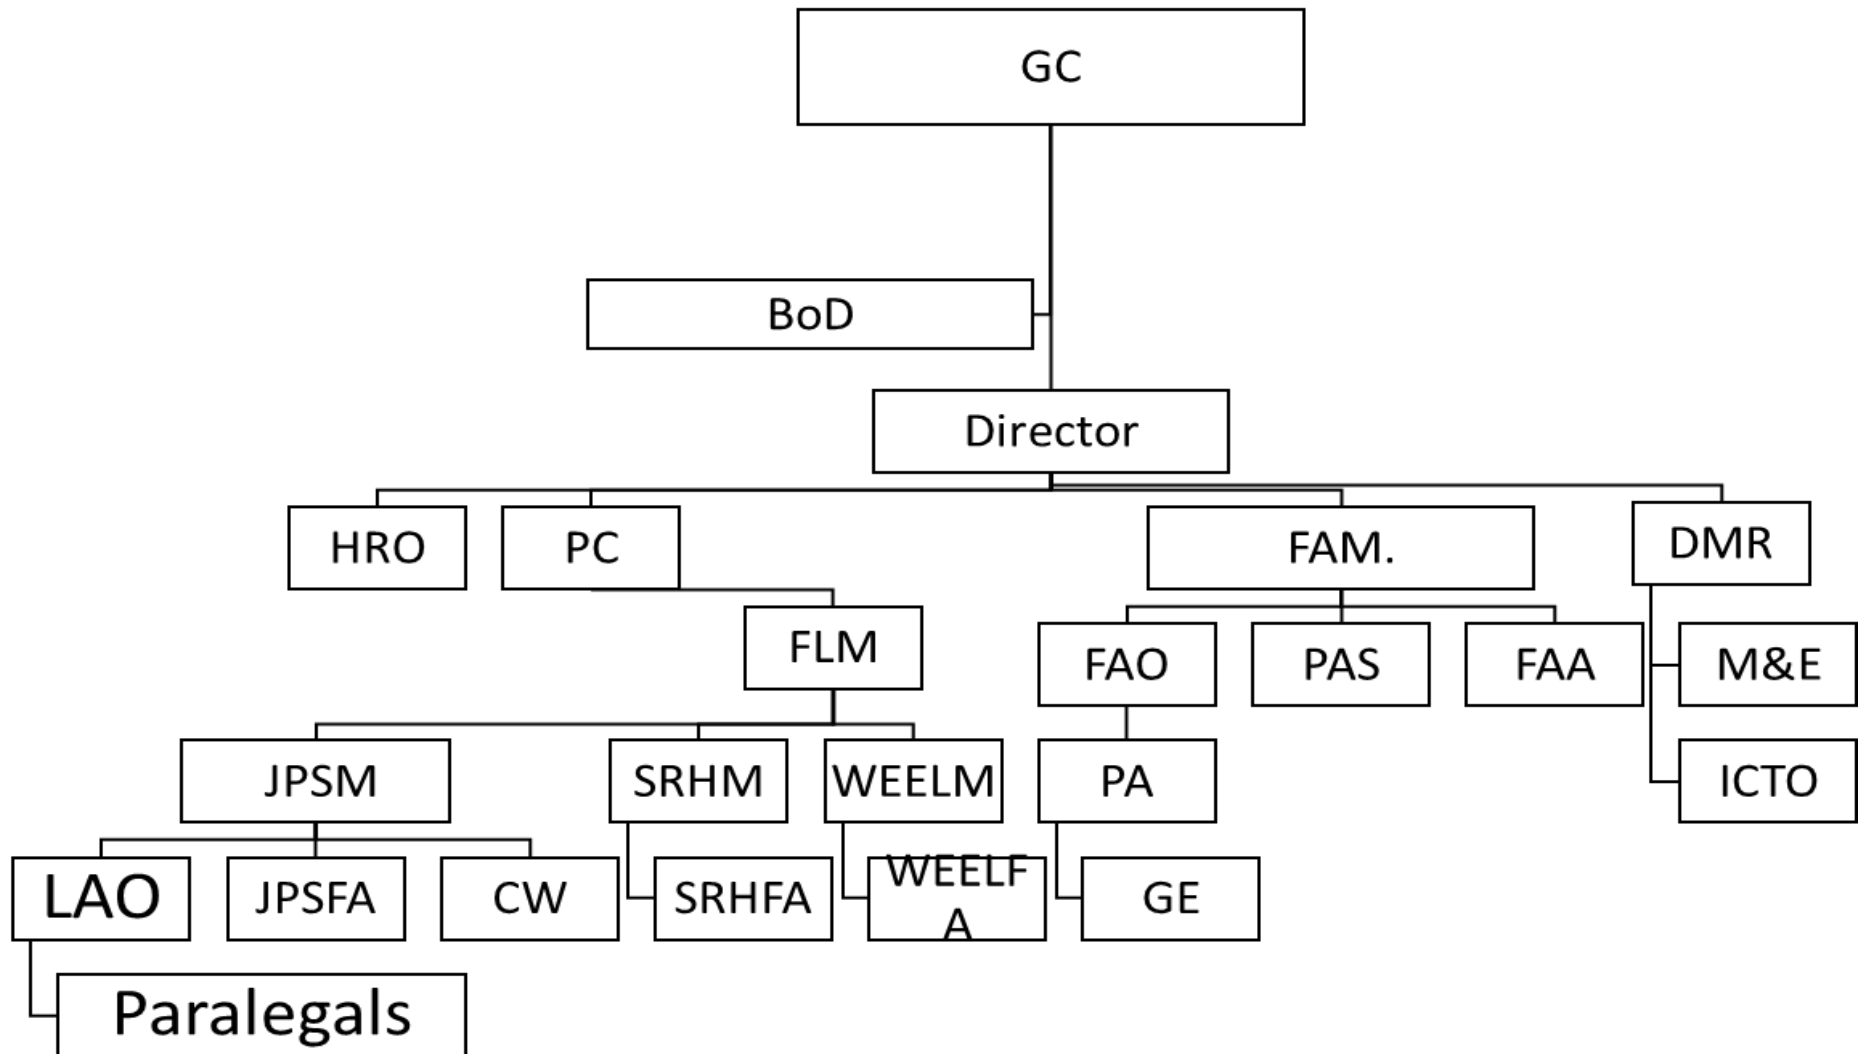 GC
BoD
Director
HRO
PC
FAM.
DMR
FLM
FAO
PAS
FAA
M&E
JPSM
SRHM
WEELM
PA
ICTO
LAO
JPSFA
CW
SRHFA
WEELF
A
GE
Paralegals